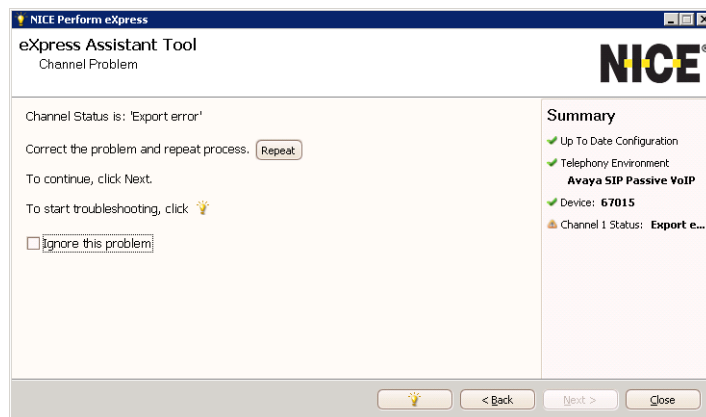 NICE Perform eXpress
eXpress Assistant Tool
Channel Problem
NICE®
Channel Status is: 'Export error'
Correct the problem and repeat process. Repeat
To continue, click Next.
To start troubleshooting, click
Ignore this problem
Summary
Up To Date Configuration
Telephony Environment
Avaya SIP Passive VoIP
Device: 67015
Channel 1 Status: Export e...
< Back Next > Close